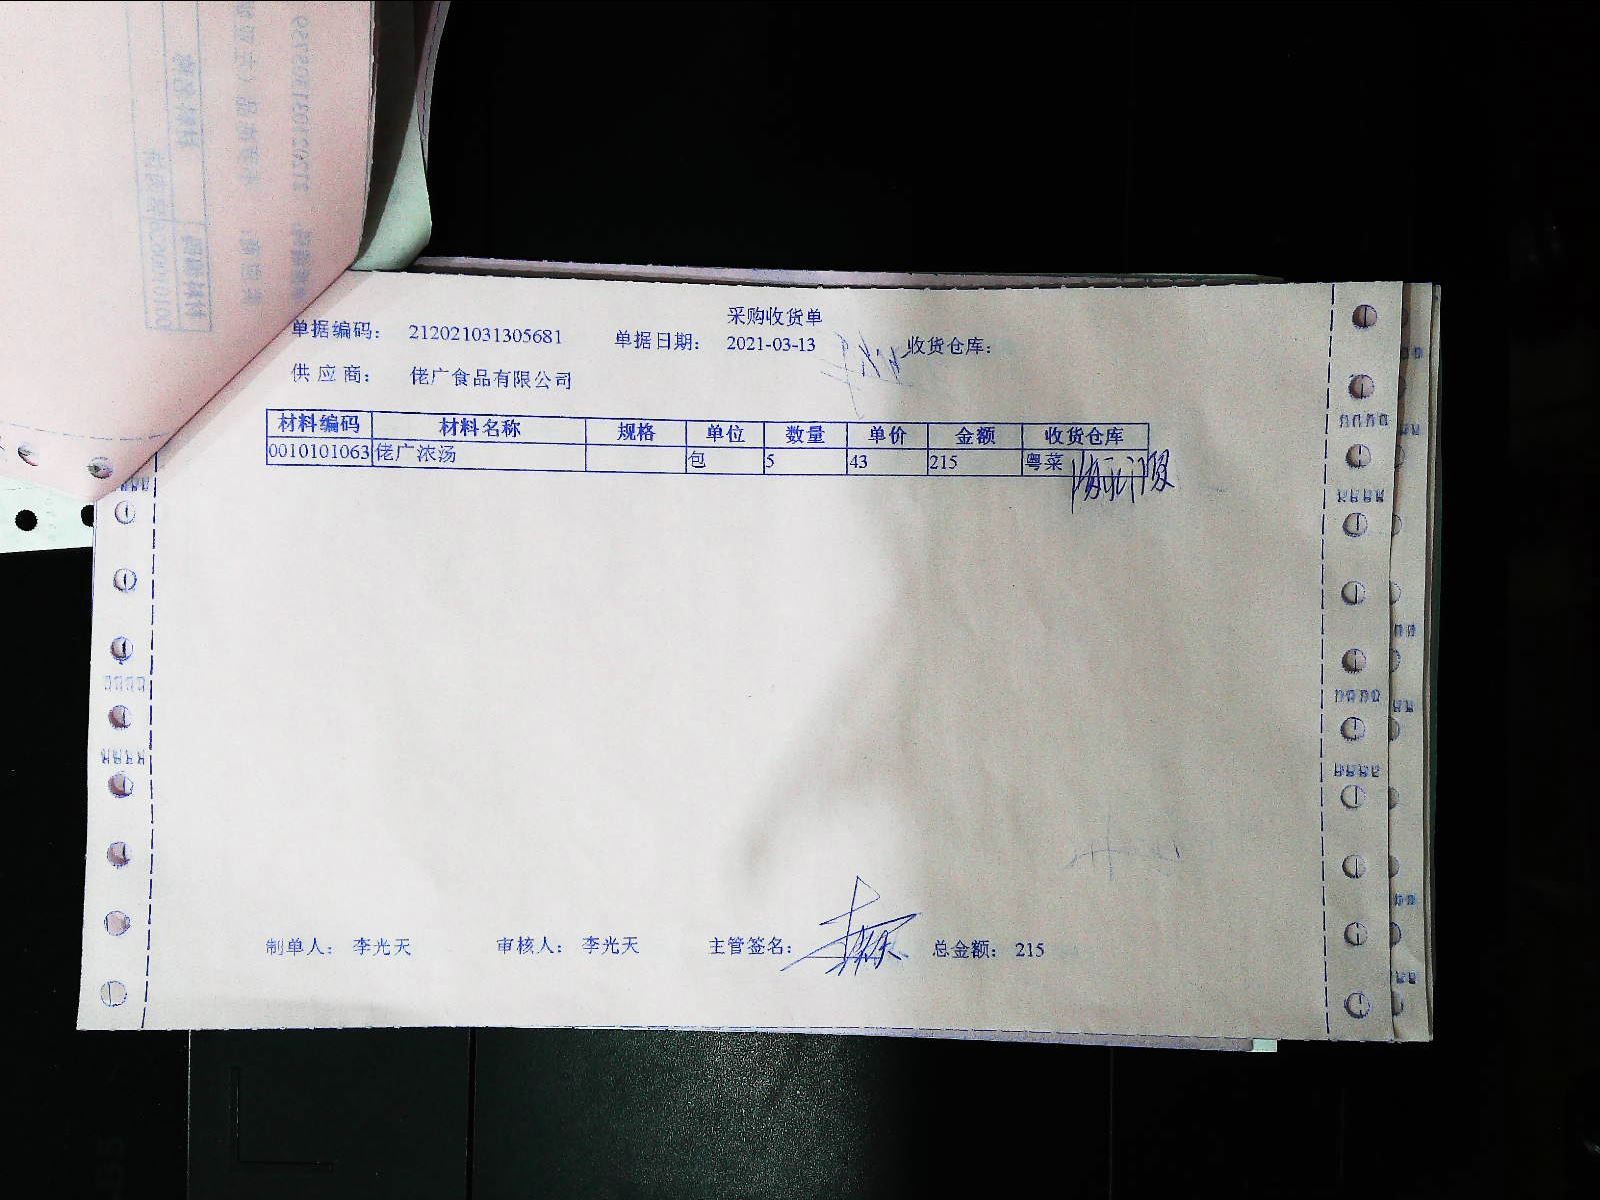 采购收货单
单据编码: 212021031305681 单据日期: 2021-03-13 收货仓库:
供应商: 佬广食品有限公司
材料编码 材料名称 规格 单位 数量 单价 金额 收货仓库
0010101063 佬广浓汤 包 5 43 215 粤菜
制单人: 李光天 审核人: 李光天 主管签名: 总金额: 215